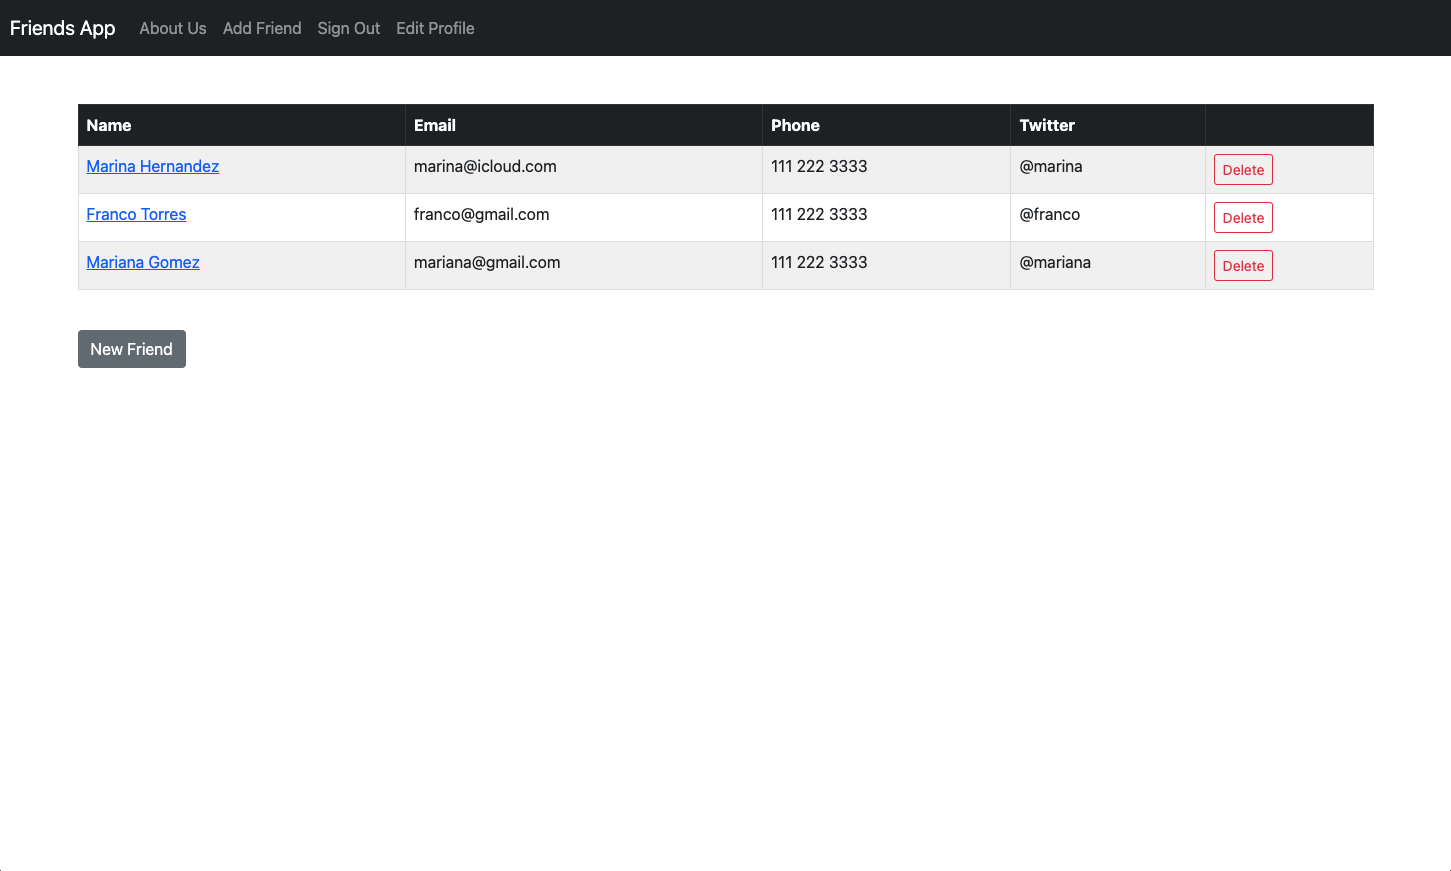 Friends App About Us Add Friend Sign Out Edit Profile
Name Email Phone Twitter
Marina Hernandez marina@icloud.com 111 222 3333 @marina Delete
Franco Torres franco@gmail.com 111 222 3333 @franco Delete
Mariana Gomez mariana@gmail.com 111 222 3333 @mariana Delete
New Friend